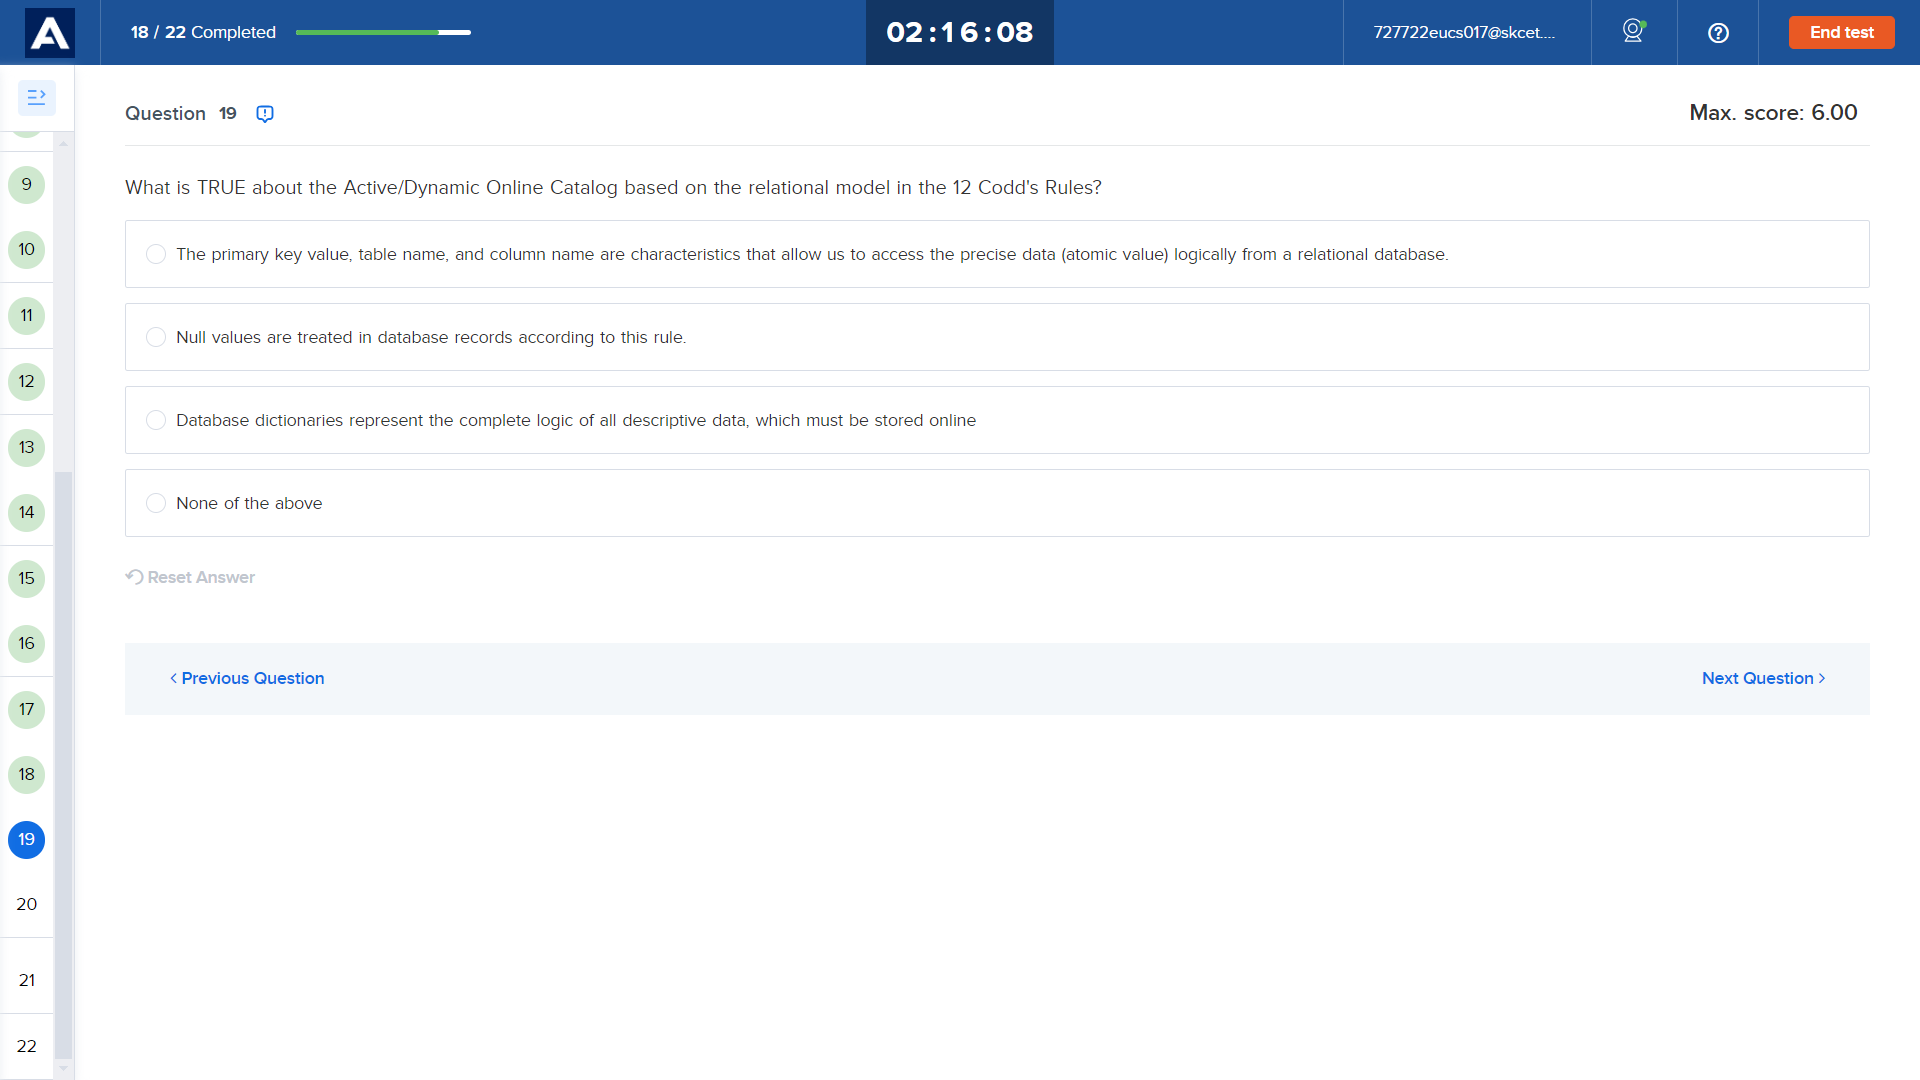 18 / 22 Completed
02:16:08
727722eucs017@skcet....
End test
Question 19
Max. score: 6.00
What is TRUE about the Active/Dynamic Online Catalog based on the relational model in the 12 Codd's Rules?
The primary key value, table name, and column name are characteristics that allow us to access the precise data (atomic value) logically from a relational database.
Null values are treated in database records according to this rule.
Database dictionaries represent the complete logic of all descriptive data, which must be stored online
None of the above
Reset Answer
Previous Question
Next Question
9
10
11
12
13
14
15
16
17
18
19
20
21
22